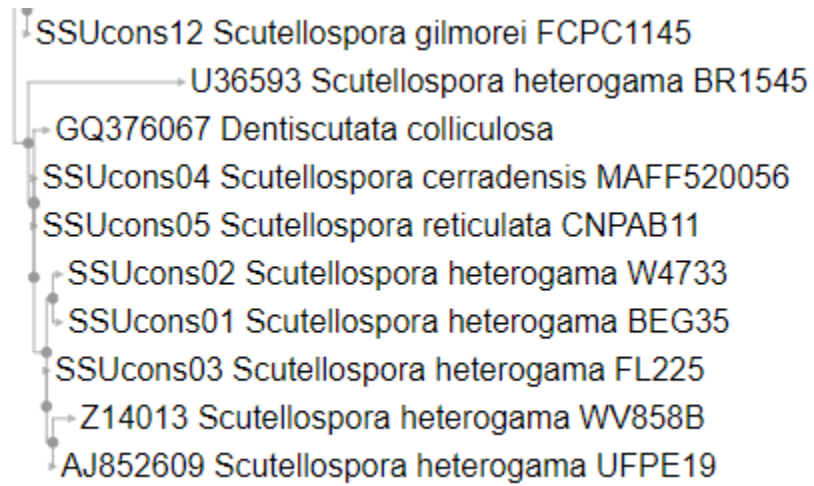 SSUcons12 Scutellospora gilmorei FCPC1145
U36593 Scutellospora heterogama BR1545
GQ376067 Dentiscutata colliculosa
SSUcons04 Scutellospora cerradensis MAFF520056
SSUcons05 Scutellospora reticulata CNPAB11
SSUcons02 Scutellospora heterogama W4733
SSUcons01 Scutellospora heterogama BEG35
SSUcons03 Scutellospora heterogama FL225
Z14013 Scutellospora heterogama WV858B
AJ852609 Scutellospora heterogama UFPE19